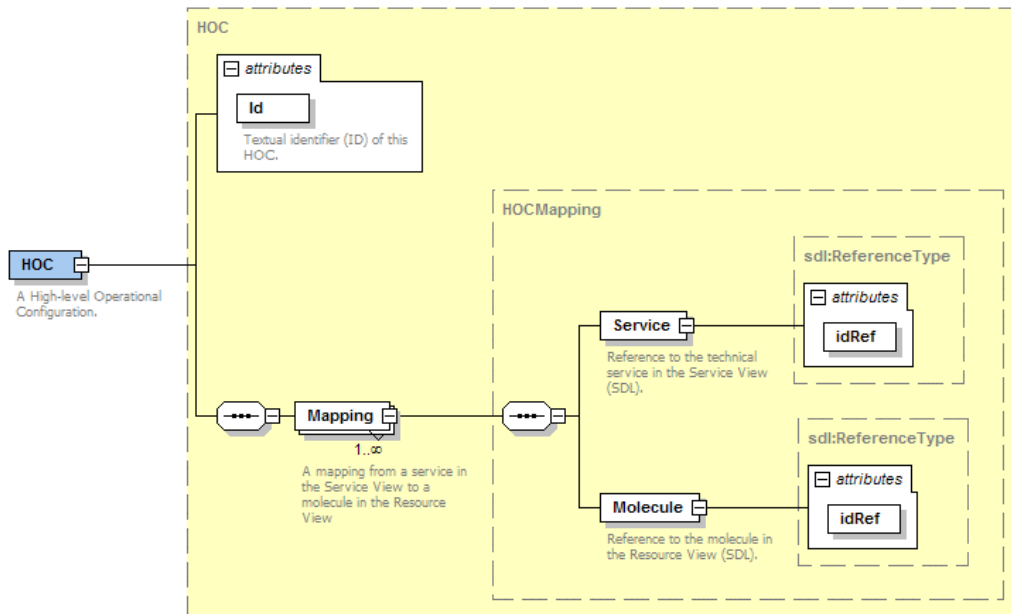 HOC
attributes
Id
Textual identifier (ID) of this
HOC.
HOC
A High-level Operational
Configuration.
Mapping
1..∞
A mapping from a service in
the Service View to a
molecule in the Resource
View
HOCMapping
Service
Reference to the technical
service in the Service View
(SDL).
sdl:ReferenceType
attributes
idRef
Molecule
Reference to the molecule in
the Resource View (SDL).
sdl:ReferenceType
attributes
idRef